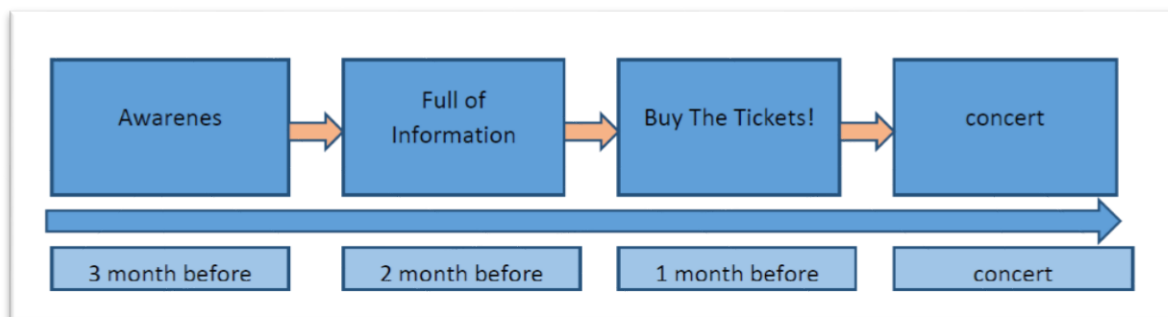 Awarenes
Full of
Information
Buy The Tickets!
concert
3 month before
2 month before
1 month before
concert